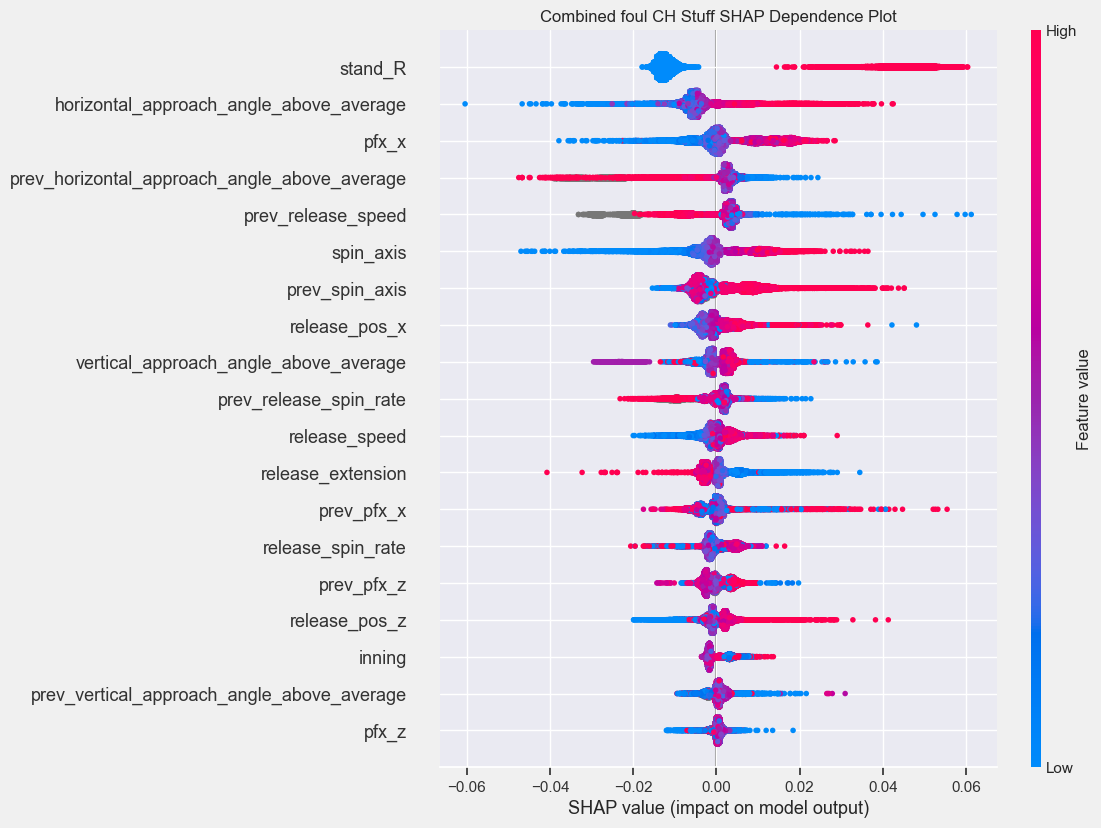 Combined foul CH Stuff SHAP Dependence Plot
High
stand_R
horizontal_approach_angle_above_average
pfx_x
prev_horizontal_approach_angle_above_average
prev_release_speed
spin_axis
prev_spin_axis
release_pos_x
vertical_approach_angle_above_average
prev_release_spin_rate
release_speed
release_extension
prev_pfx_x
release_spin_rate
prev_pfx_z
release_pos_z
inning
prev_vertical_approach_angle_above_average
pfx_z
Feature value
Low
−0.06 −0.04 −0.02 0.00 0.02 0.04 0.06
SHAP value (impact on model output)